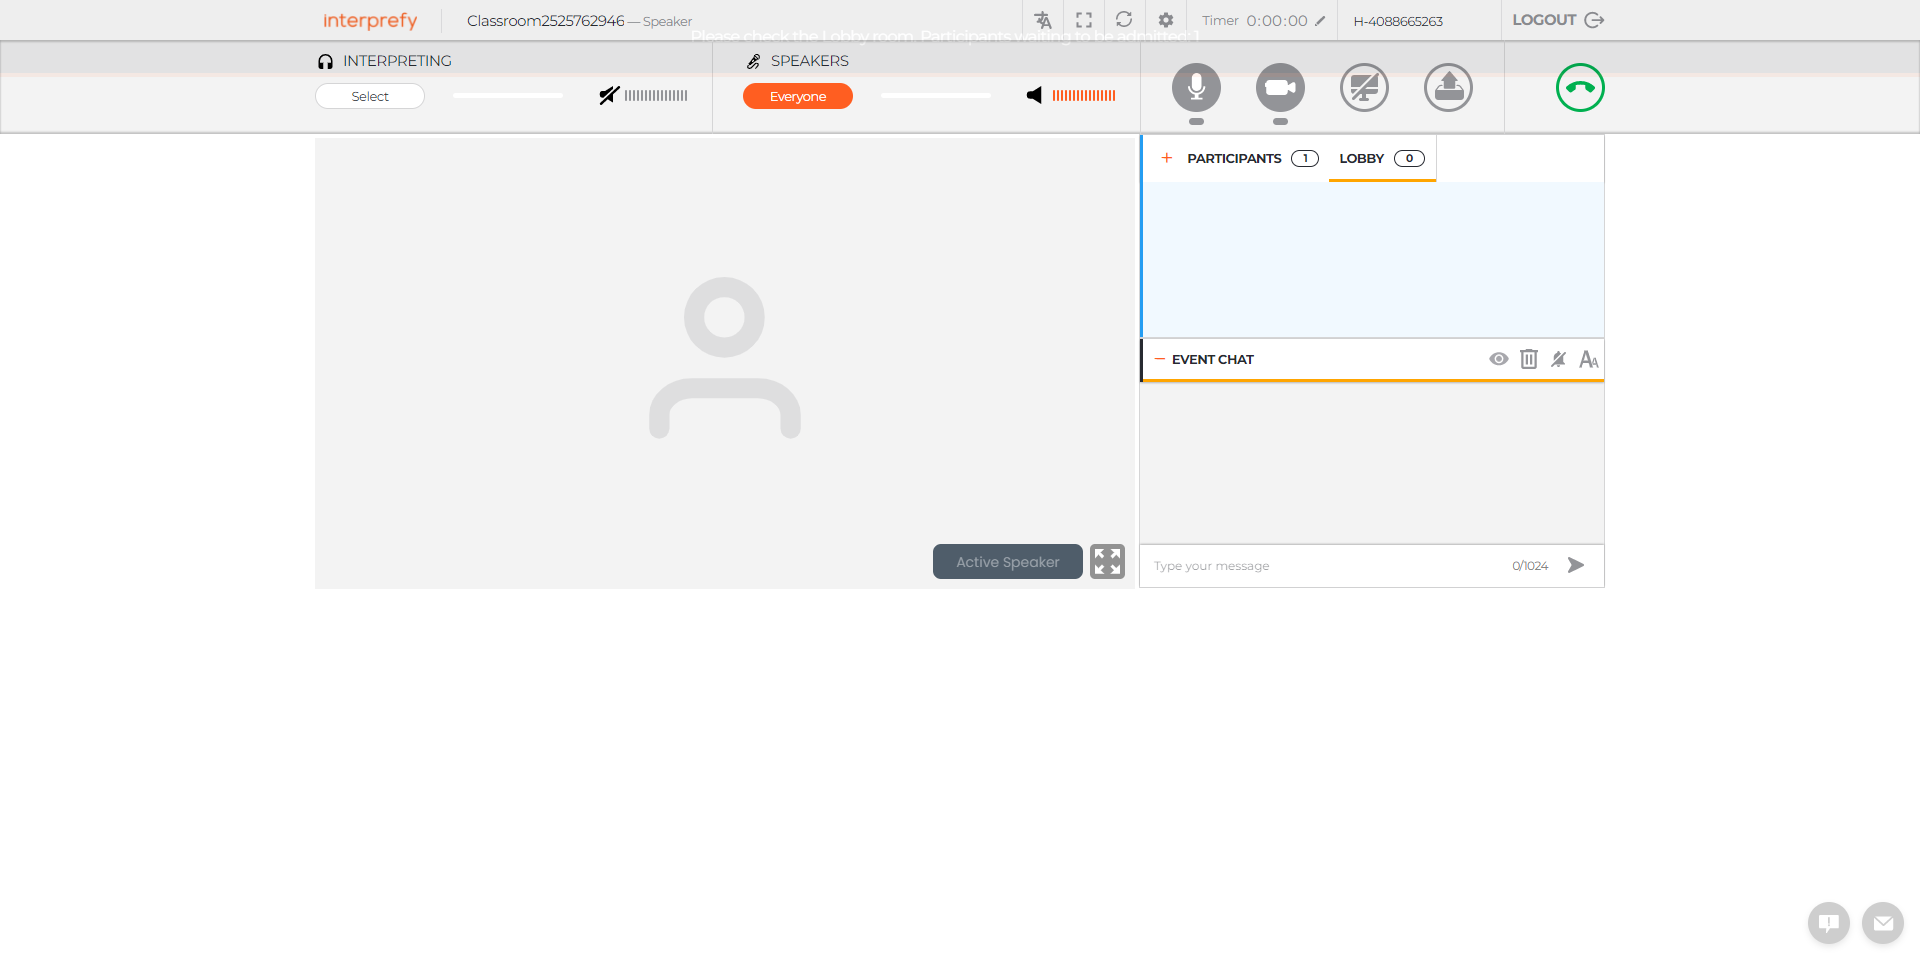 interprefy
Classroom2525762946 — Speaker
Timer 0:00:00
H-4088665263
LOGOUT
Please check the Lobby room. Participants waiting to be admitted: 1
INTERPRETING
SPEAKERS
Select
Everyone
+ PARTICIPANTS 1 LOBBY 0
− EVENT CHAT
Active Speaker
Type your message
0/1024